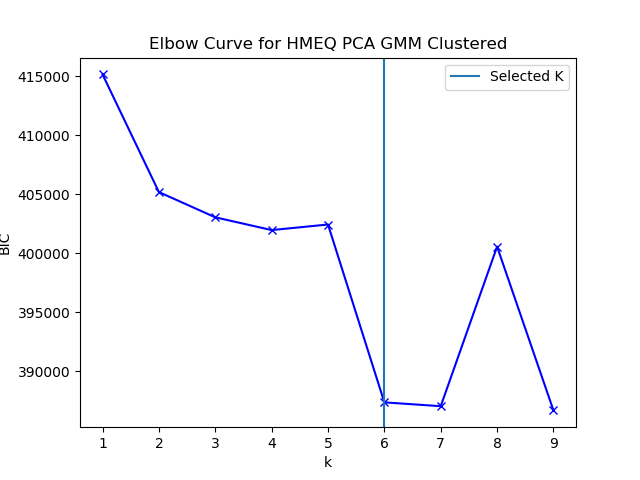 Elbow Curve for HMEQ PCA GMM Clustered
Selected K
415000
410000
405000
400000
395000
390000
BIC
1 2 3 4 5 6 7 8 9
k